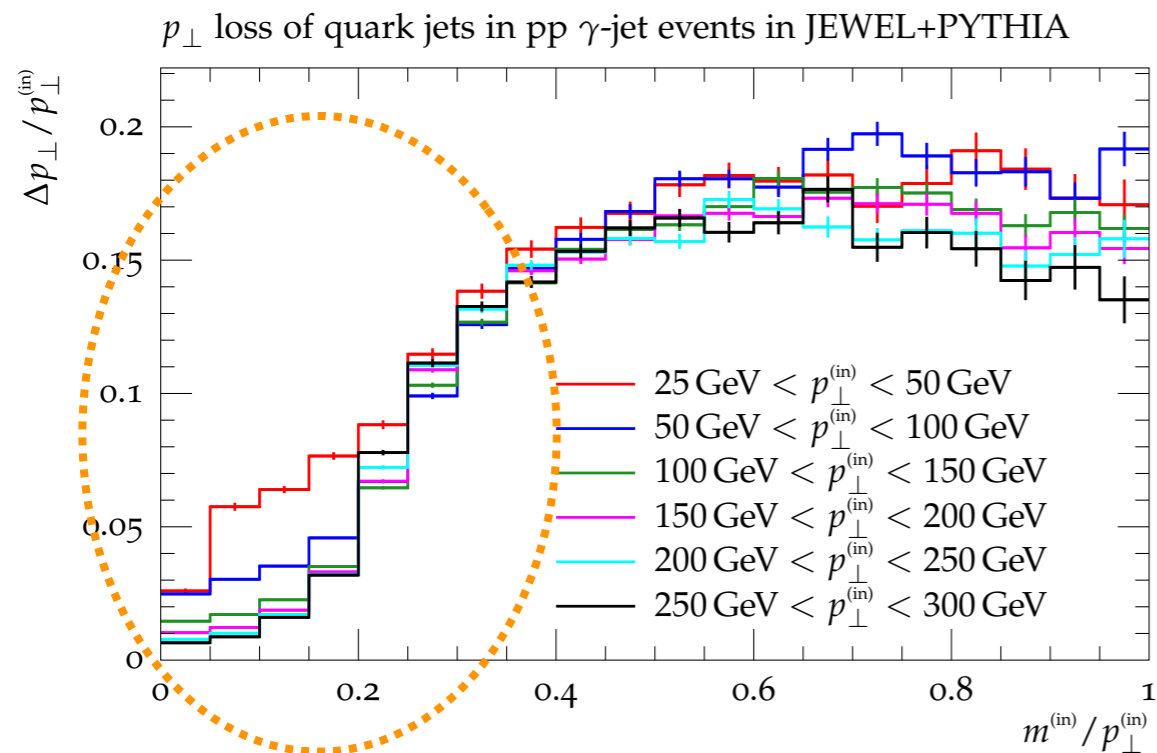 p⊥ loss of quark jets in pp γ-jet events in JEWEL+PYTHIA
Δp⊥/p⊥^(in)
0.2
0.15
0.1
0.05
0
25 GeV < p⊥^(in) < 50 GeV
50 GeV < p⊥^(in) < 100 GeV
100 GeV < p⊥^(in) < 150 GeV
150 GeV < p⊥^(in) < 200 GeV
200 GeV < p⊥^(in) < 250 GeV
250 GeV < p⊥^(in) < 300 GeV
0 0.2 0.4 0.6 0.8 1
m^(in)/p⊥^(in)